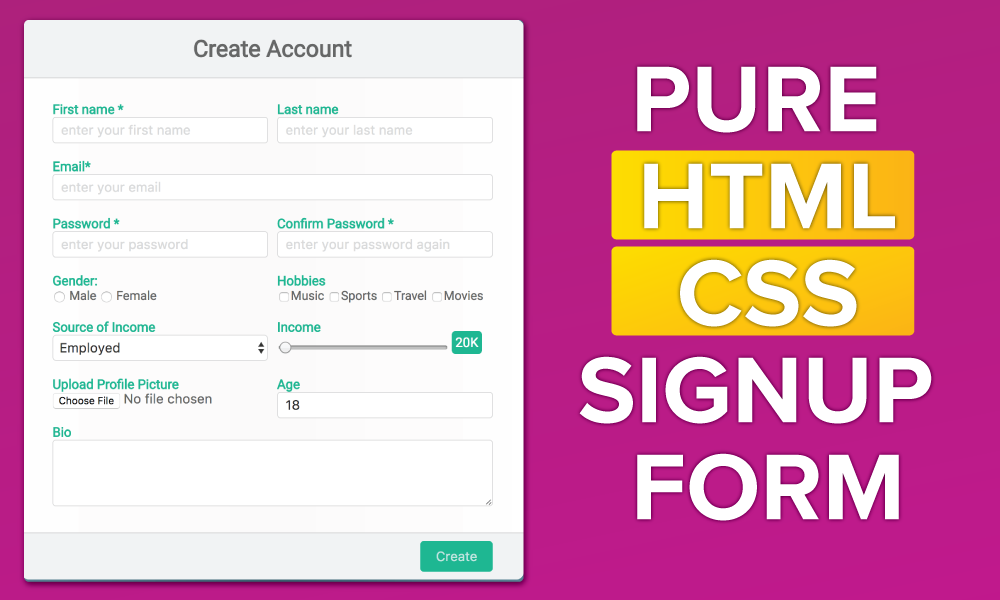 Create Account
First name * Last name
enter your first name enter your last name
Email*
enter your email
Password * Confirm Password *
enter your password enter your password again
Gender: Hobbies
Male Female Music Sports Travel Movies
Source of Income Income
Employed 20K
Upload Profile Picture Age
Choose File No file chosen 18
Bio
Create
PURE
HTML
CSS
SIGNUP
FORM